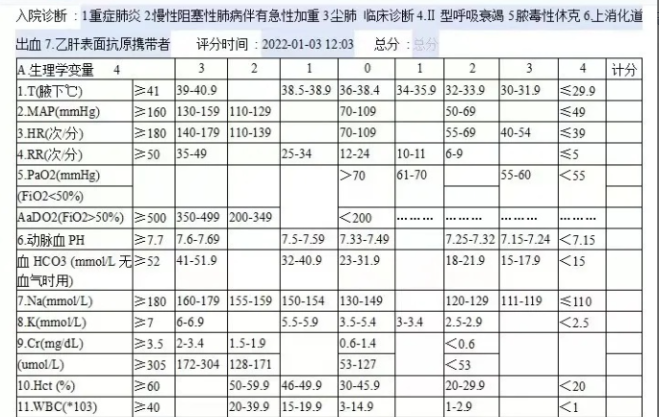 入院诊断 :1重症肺炎 2.慢性阻塞性肺病伴有急性加重 3尘肺 临床诊断 4.II 型呼吸衰竭 5脓毒性休克 6.上消化道
出血 7.乙肝表面抗原携带者 评分时间 : 2022-01-03 12:03 总分 : 总分
A 生理学变量 4 3 2 1 0 1 2 3 4 计分
1.T(腋下℃) ≥41 39-40.9 38.5-38.9 36-38.4 34-35.9 32-33.9 30-31.9 ≤29.9
2.MAP(mmHg) ≥160 130-159 110-129 70-109 50-69 ≤49
3.HR(次/分) ≥180 140-179 110-139 70-109 55-69 40-54 ≤39
4.RR(次/分) ≥50 35-49 25-34 12-24 10-11 6-9 ≤5
5.PaO2(mmHg) >70 61-70 55-60 <55
(FiO2<50%)
AaDO2(FiO2>50%) ≥500 350-499 200-349 <200 ……… ……… ……… ………
6.动脉血 PH ≥7.7 7.6-7.69 7.5-7.59 7.33-7.49 7.25-7.32 7.15-7.24 <7.15
血 HCO3 (mmol/L 无 ≥52 41-51.9 32-40.9 23-31.9 18-21.9 15-17.9 <15
血气时用)
7.Na(mmol/L) ≥180 160-179 155-159 150-154 130-149 120-129 111-119 ≤110
8.K(mmol/L) ≥7 6-6.9 5.5-5.9 3.5-5.4 3-3.4 2.5-2.9 <2.5
9.Cr(mg/dL) ≥3.5 2-3.4 1.5-1.9 0.6-1.4 <0.6
(umol/L) ≥305 172-304 128-171 53-127 <53
10.Hct (%) ≥60 50-59.9 46-49.9 30-45.9 20-29.9 <20
11.WBC(*103) ≥40 20-39.9 15-19.9 3-14.9 1-2.9 <1